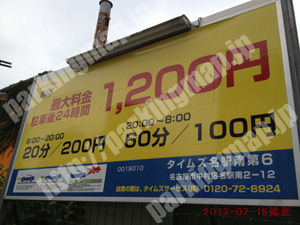 最大料金
駐車後24時間
1,200円
8:00~20:00
20分/200円
20:00~8:00
60分/100円
0019010
タイムズ名駅南第6
名古屋市中村区名駅南2-12
故障の際は、タイムズサービス(株) 0120-72-8924
http://parkingmap.jp
2013-07-15撮影